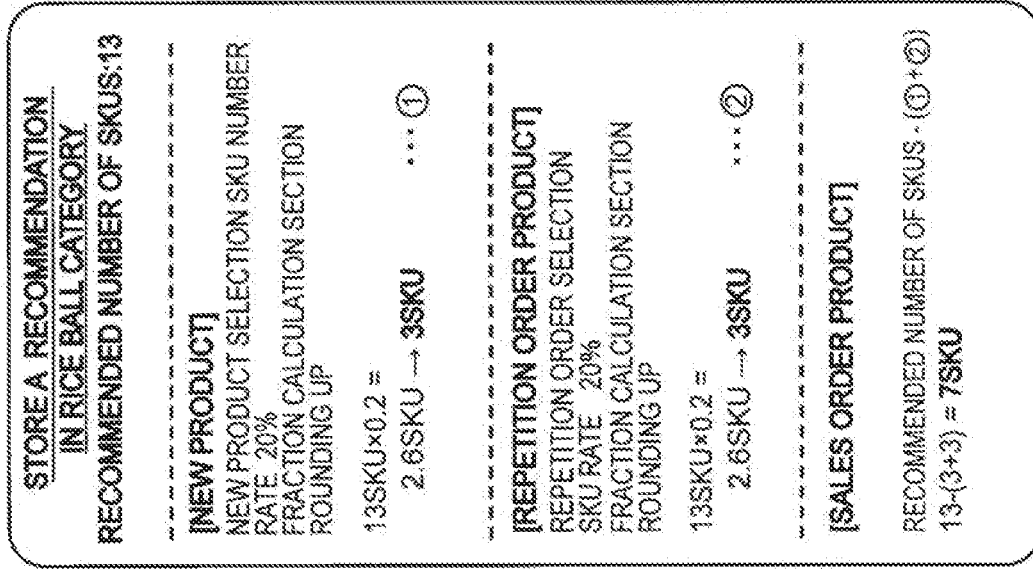 STORE A RECOMMENDATION
IN RICE BALL CATEGORY
RECOMMENDED NUMBER OF SKUS:13
[NEW PRODUCT]
NEW PRODUCT SELECTION SKU NUMBER
RATE 20%
FRACTION CALCULATION SECTION
ROUNDING UP
13SKU×0.2 =
2.6SKU → 3SKU ··· ①
[REPETITION ORDER PRODUCT]
REPETITION ORDER SELECTION
SKU RATE 20%
FRACTION CALCULATION SECTION
ROUNDING UP
13SKU×0.2 =
2.6SKU → 3SKU ··· ②
[SALES ORDER PRODUCT]
RECOMMENDED NUMBER OF SKUS - (①+②)
13-(3+3) = 7SKU